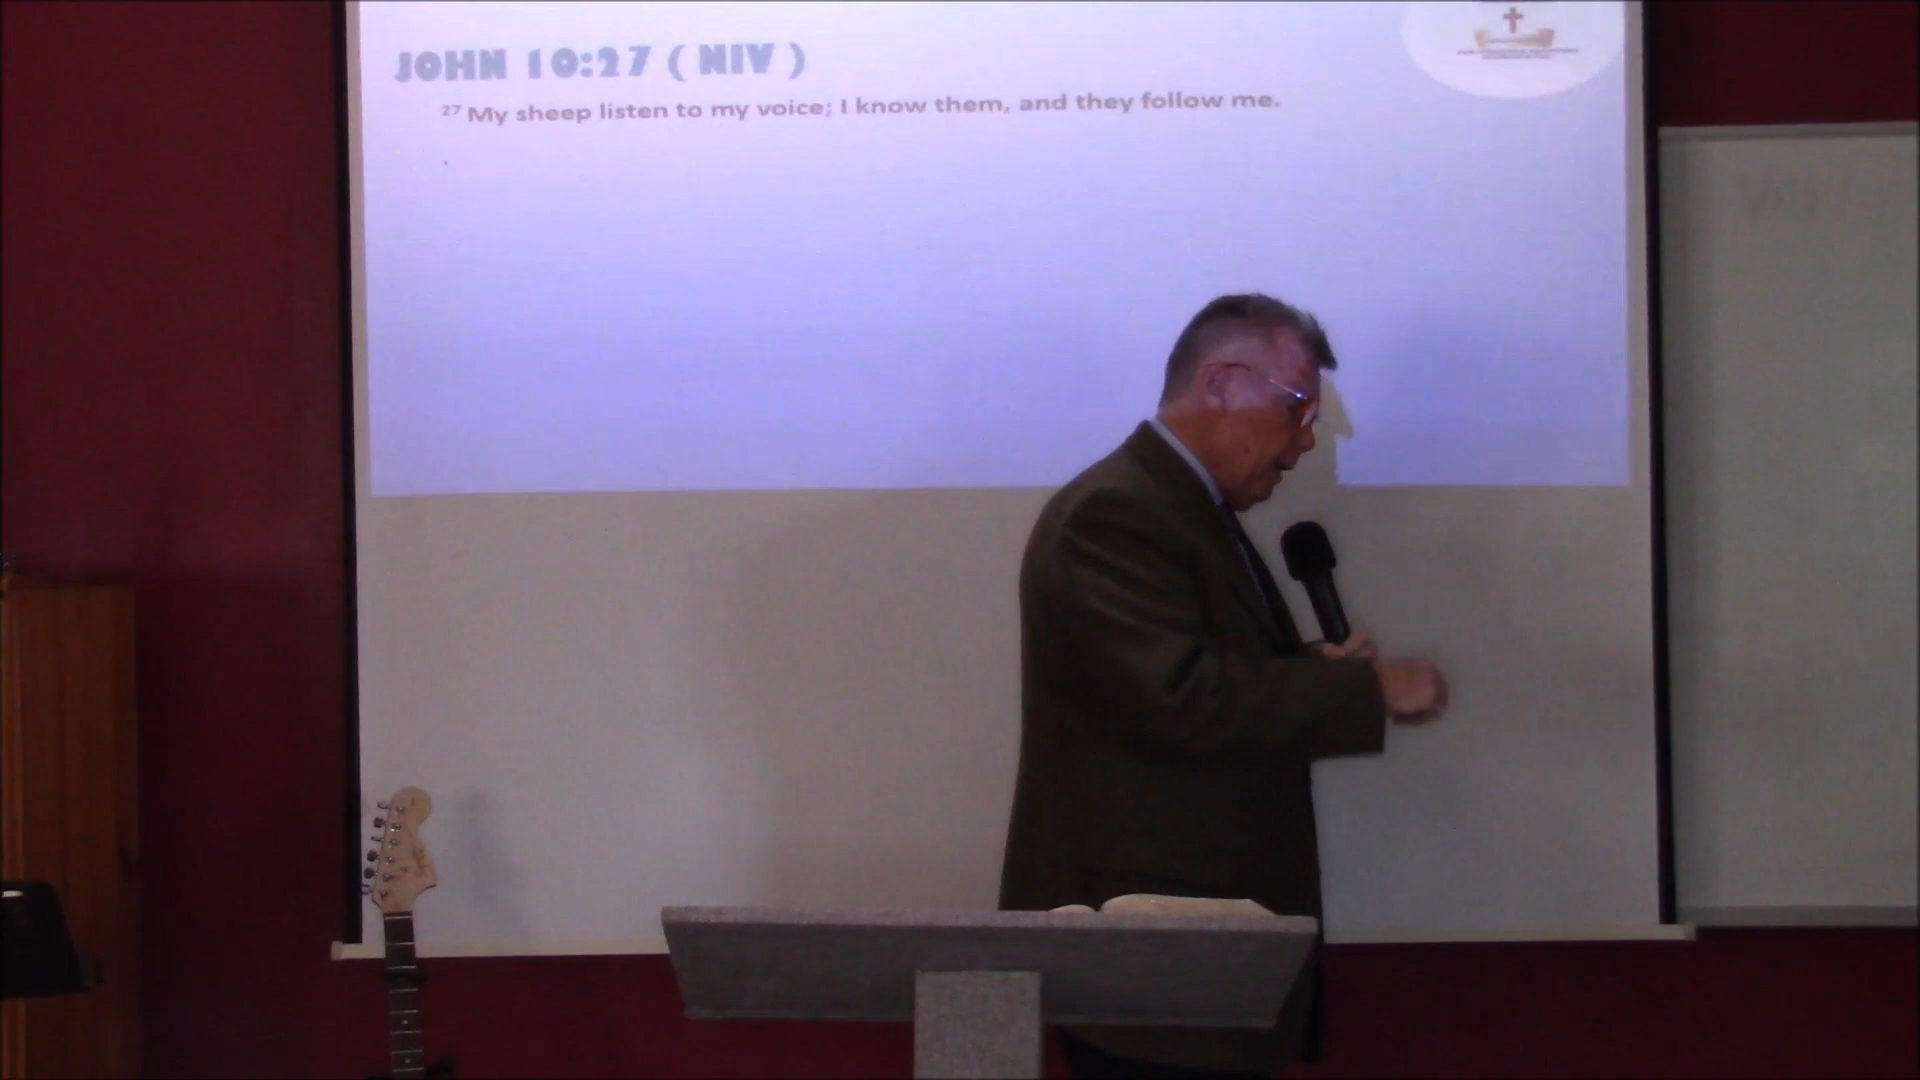 JOHN 10:27 ( NIV )
27 My sheep listen to my voice; I know them, and they follow me.